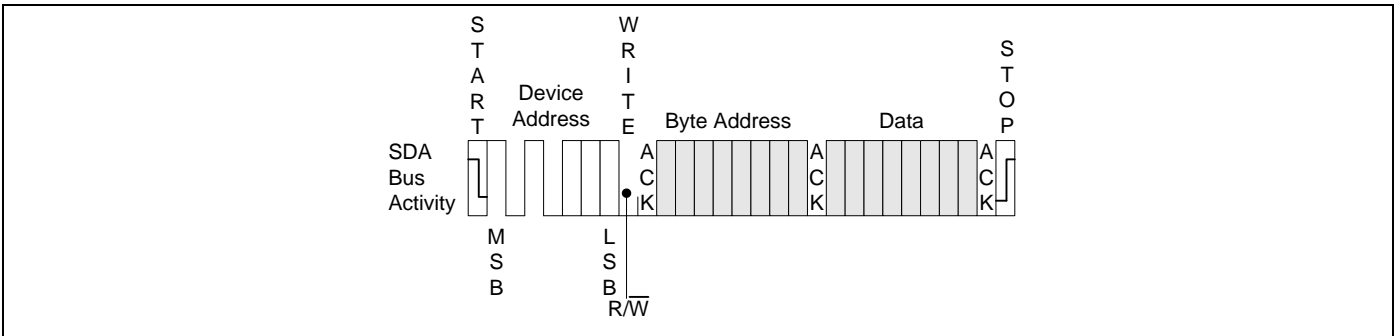 START
WRITE
STOP
Device
Address
Byte Address
Data
SDA
Bus
Activity
ACK
ACK
ACK
MSB
LSB
R/W̅